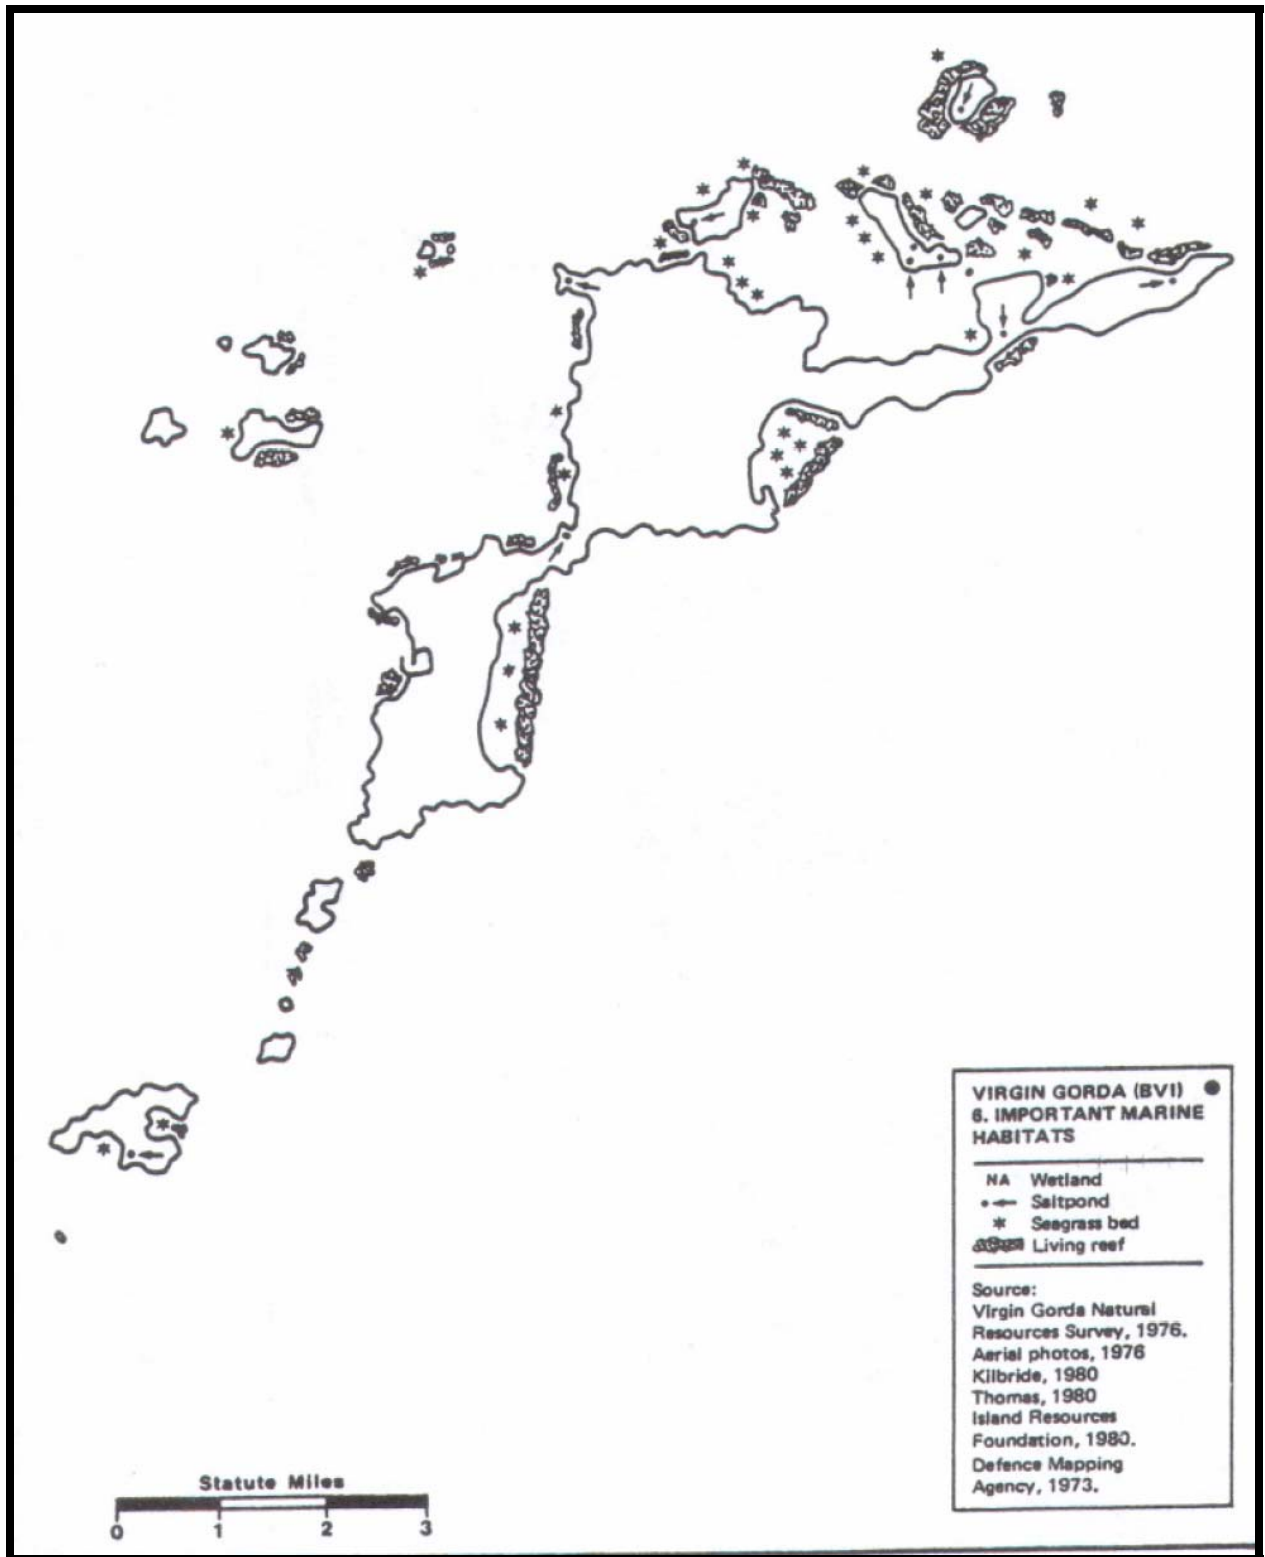 VIRGIN GORDA (BVI)
6. IMPORTANT MARINE
HABITATS
NA Wetland
Saltpond
Seagrass bed
Living reef
Source:
Virgin Gorda Natural
Resources Survey, 1976.
Aerial photos, 1976
Kilbride, 1980
Thomas, 1980
Island Resources
Foundation, 1980.
Defence Mapping
Agency, 1973.
Statute Miles
0 1 2 3